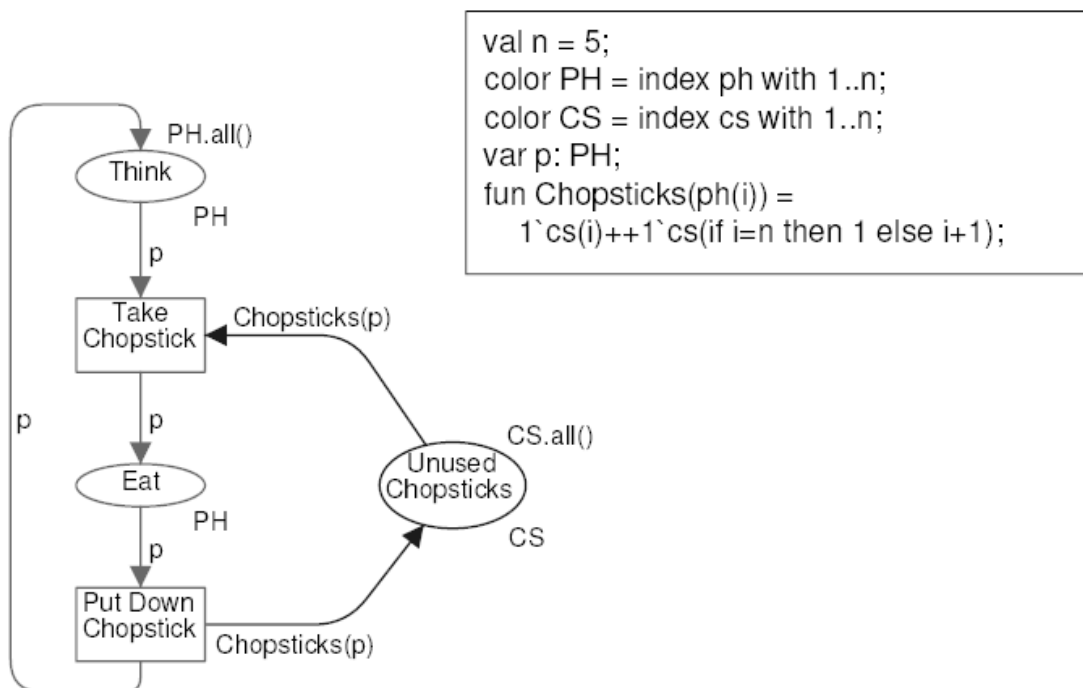 val n = 5;
color PH = index ph with 1..n;
color CS = index cs with 1..n;
var p: PH;
fun Chopsticks(ph(i)) =
1`cs(i)++1`cs(if i=n then 1 else i+1);
PH.all()
Think
PH
p
Take
Chopstick
Chopsticks(p)
p
p
CS.all()
Unused
Chopsticks
CS
Eat
PH
p
Put Down
Chopstick
Chopsticks(p)